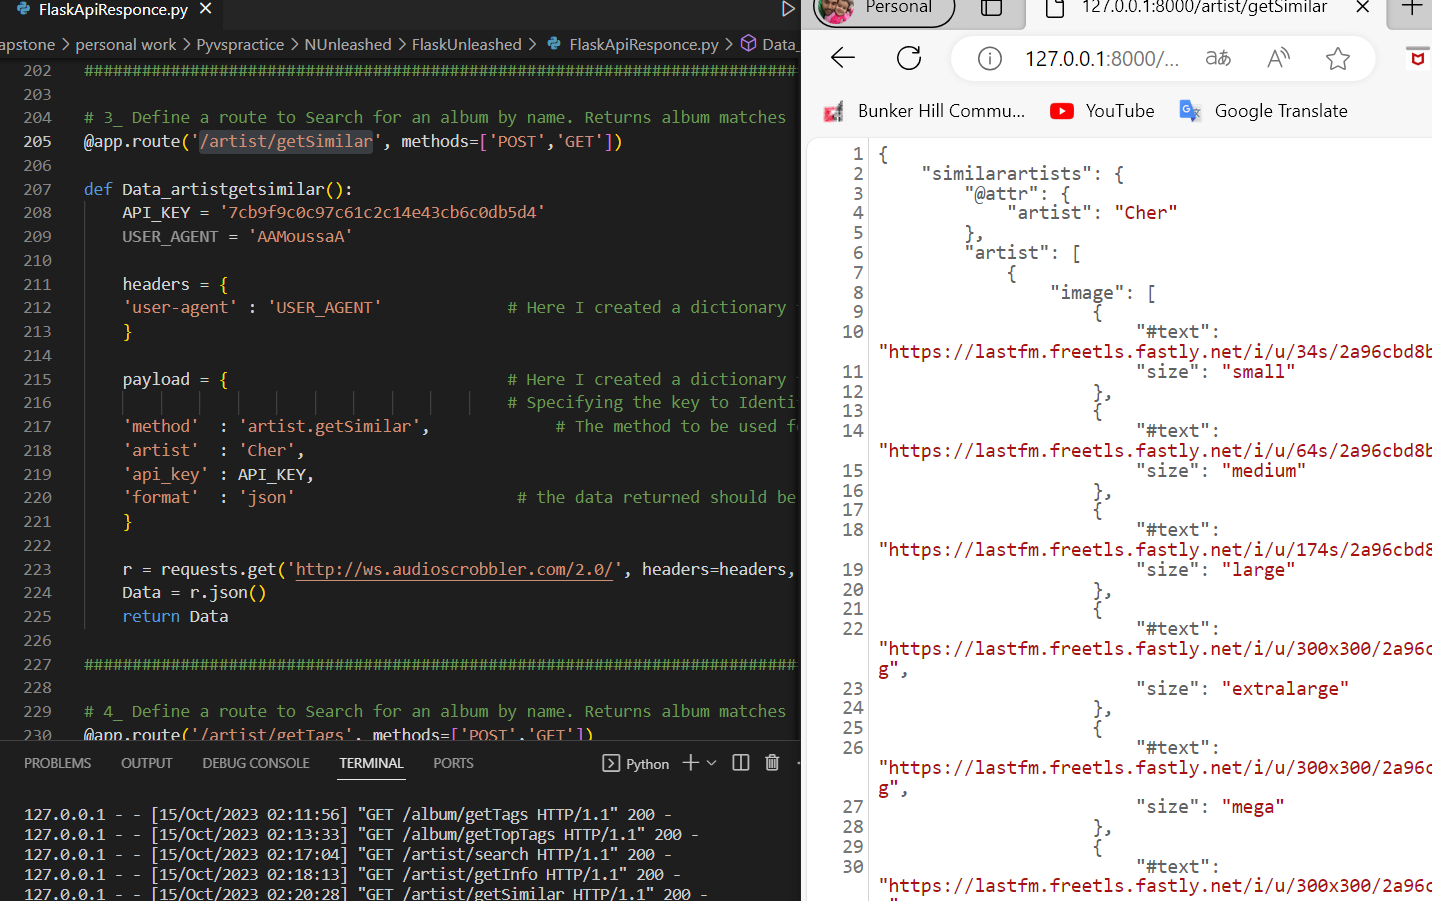 FlaskApiResponce.py
apstone > personal work > Pyvspractice > NUnleashed > FlaskUnleashed > FlaskApiResponce.py > Data_
202 ##########################################################################
203
204 # 3_ Define a route to Search for an album by name. Returns album matches
205 @app.route('/artist/getSimilar', methods=['POST','GET'])
206
207 def Data_artistgetsimilar():
208 API_KEY = '7cb9f9c0c97c61c2c14e43cb6c0db5d4'
209 USER_AGENT = 'AAMoussaA'
210
211 headers = {
212 'user-agent' : 'USER_AGENT' # Here I created a dictionary
213 }
214
215 payload = { # Here I created a dictionary
216 # Specifying the key to Identi
217 'method' : 'artist.getSimilar', # The method to be used f
218 'artist' : 'Cher',
219 'api_key' : API_KEY,
220 'format' : 'json' # the data returned should be
221 }
222
223 r = requests.get('http://ws.audioscrobbler.com/2.0/', headers=headers,
224 Data = r.json()
225 return Data
226
227 ##########################################################################
228
229 # 4_ Define a route to Search for an album by name. Returns album matches
230 @app.route('/artist/getTags', methods=['POST','GET'])
PROBLEMS OUTPUT DEBUG CONSOLE TERMINAL PORTS Python
127.0.0.1 - - [15/Oct/2023 02:11:56] "GET /album/getTags HTTP/1.1" 200 -
127.0.0.1 - - [15/Oct/2023 02:13:33] "GET /album/getTopTags HTTP/1.1" 200 -
127.0.0.1 - - [15/Oct/2023 02:17:04] "GET /artist/search HTTP/1.1" 200 -
127.0.0.1 - - [15/Oct/2023 02:18:13] "GET /artist/getInfo HTTP/1.1" 200 -
127.0.0.1 - - [15/Oct/2023 02:20:28] "GET /artist/getSimilar HTTP/1.1" 200 -
Personal 127.0.0.1:8000/artist/getSimilar
127.0.0.1:8000/... aあ A
Bunker Hill Commu... YouTube Google Translate
1 {
2 "similarartists": {
3 "@attr": {
4 "artist": "Cher"
5 },
6 "artist": [
7 {
8 "image": [
9 {
10 "#text":
"https://lastfm.freetls.fastly.net/i/u/34s/2a96cbd8b
11 "size": "small"
12 },
13 {
14 "#text":
"https://lastfm.freetls.fastly.net/i/u/64s/2a96cbd8b
15 "size": "medium"
16 },
17 {
18 "#text":
"https://lastfm.freetls.fastly.net/i/u/174s/2a96cbd8
19 "size": "large"
20 },
21 {
22 "#text":
"https://lastfm.freetls.fastly.net/i/u/300x300/2a96c
g",
23 "size": "extralarge"
24 },
25 {
26 "#text":
"https://lastfm.freetls.fastly.net/i/u/300x300/2a96c
g",
27 "size": "mega"
28 },
29 {
30 "#text":
"https://lastfm.freetls.fastly.net/i/u/300x300/2a96c